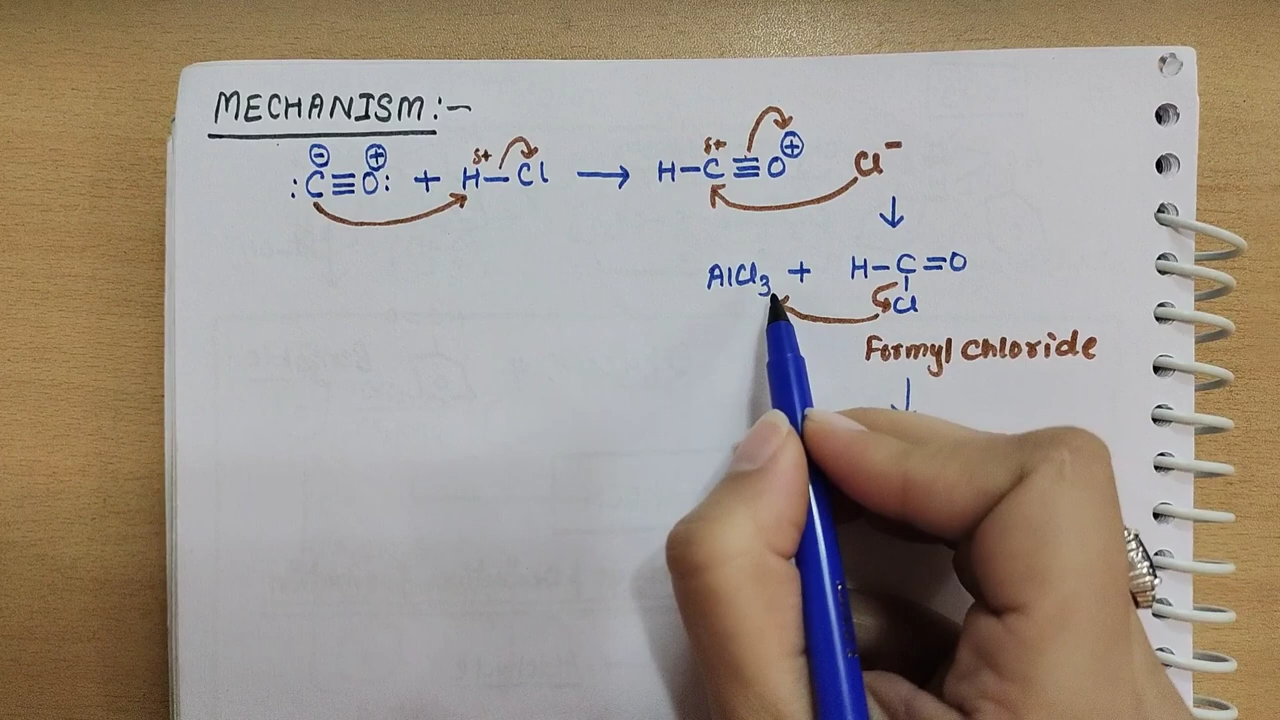 MECHANISM:-
:C≡O: + H-Cl → H-C≡O⊕ Cl⁻
⊖ ⊕ δ+ δ+
↓
AlCl₃ + H-C=O
Cl
Formyl chloride
↓